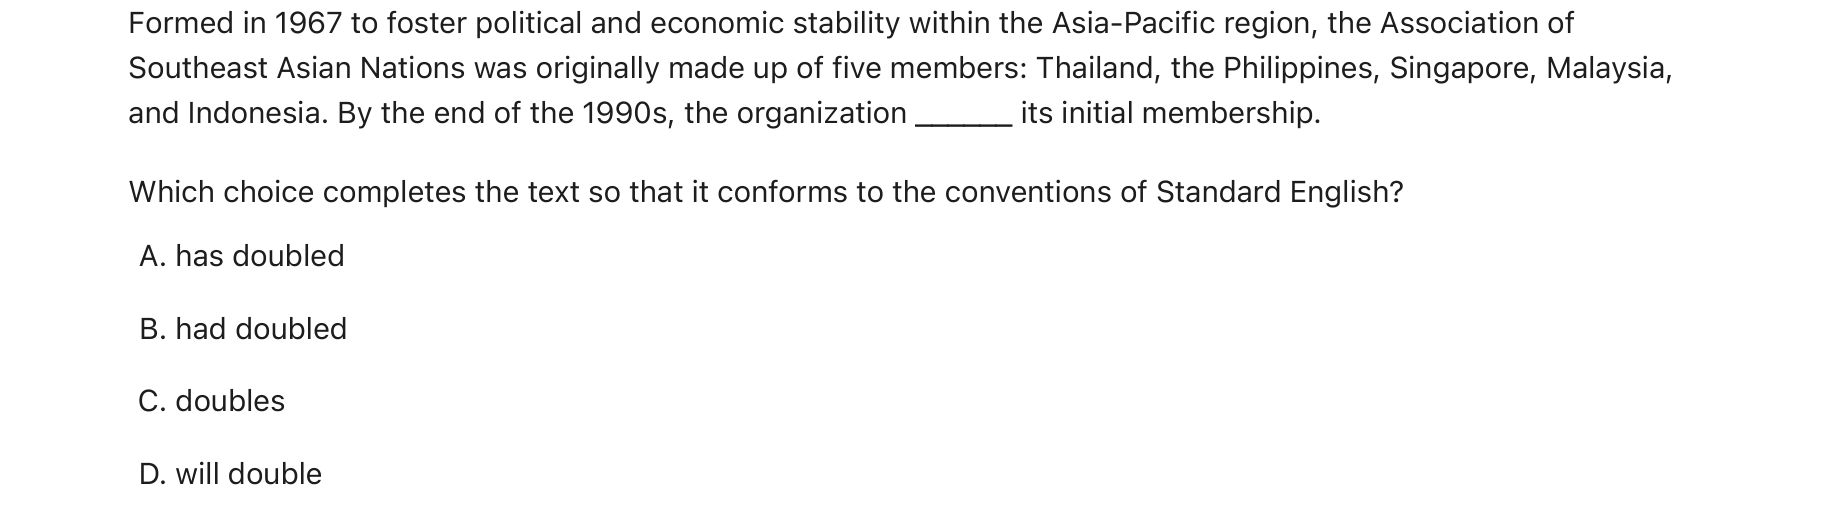 Formed in 1967 to foster political and economic stability within the Asia-Pacific region, the Association of
Southeast Asian Nations was originally made up of five members: Thailand, the Philippines, Singapore, Malaysia,
and Indonesia. By the end of the 1990s, the organization ______ its initial membership.
Which choice completes the text so that it conforms to the conventions of Standard English?
A. has doubled
B. had doubled
C. doubles
D. will double